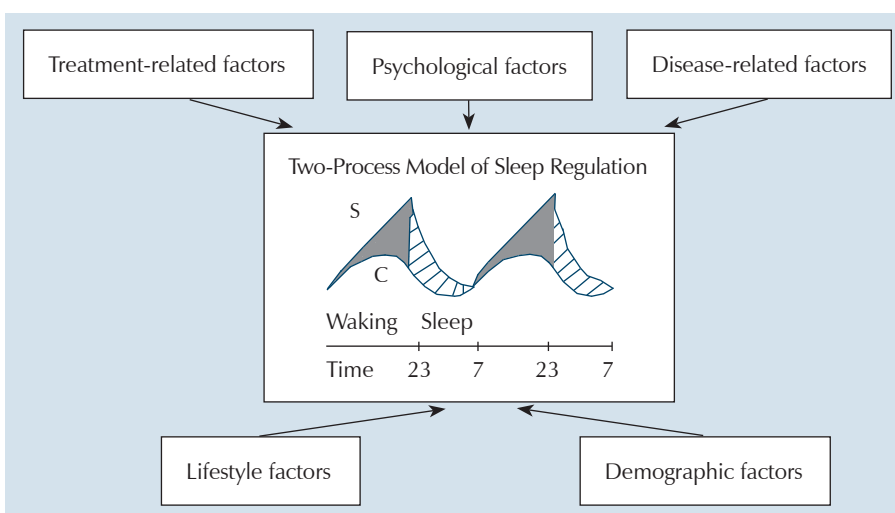 Treatment-related factors
Psychological factors
Disease-related factors
Two-Process Model of Sleep Regulation
S
C
Waking Sleep
Time 23 7 23 7
Lifestyle factors
Demographic factors